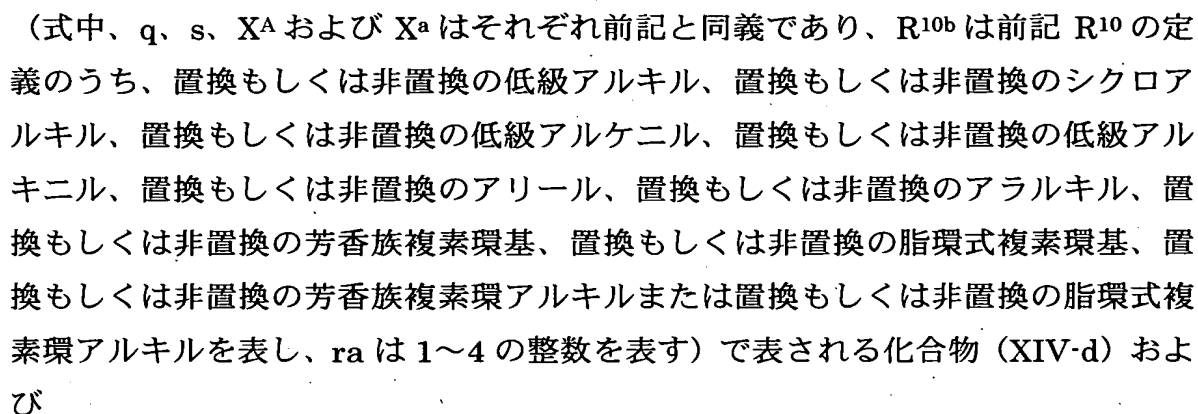 （式中、q、s、Xᴬ および Xᵃ はそれぞれ前記と同義であり、R¹⁰ᵇ は前記 R¹⁰ の定
義のうち、置換もしくは非置換の低級アルキル、置換もしくは非置換のシクロア
ルキル、置換もしくは非置換の低級アルケニル、置換もしくは非置換の低級アル
キニル、置換もしくは非置換のアリール、置換もしくは非置換のアラルキル、置
換もしくは非置換の芳香族複素環基、置換もしくは非置換の脂環式複素環基、置
換もしくは非置換の芳香族複素環アルキルまたは置換もしくは非置換の脂環式複
素環アルキルを表し、ra は 1〜4 の整数を表す）で表される化合物（XIV-d）およ
び